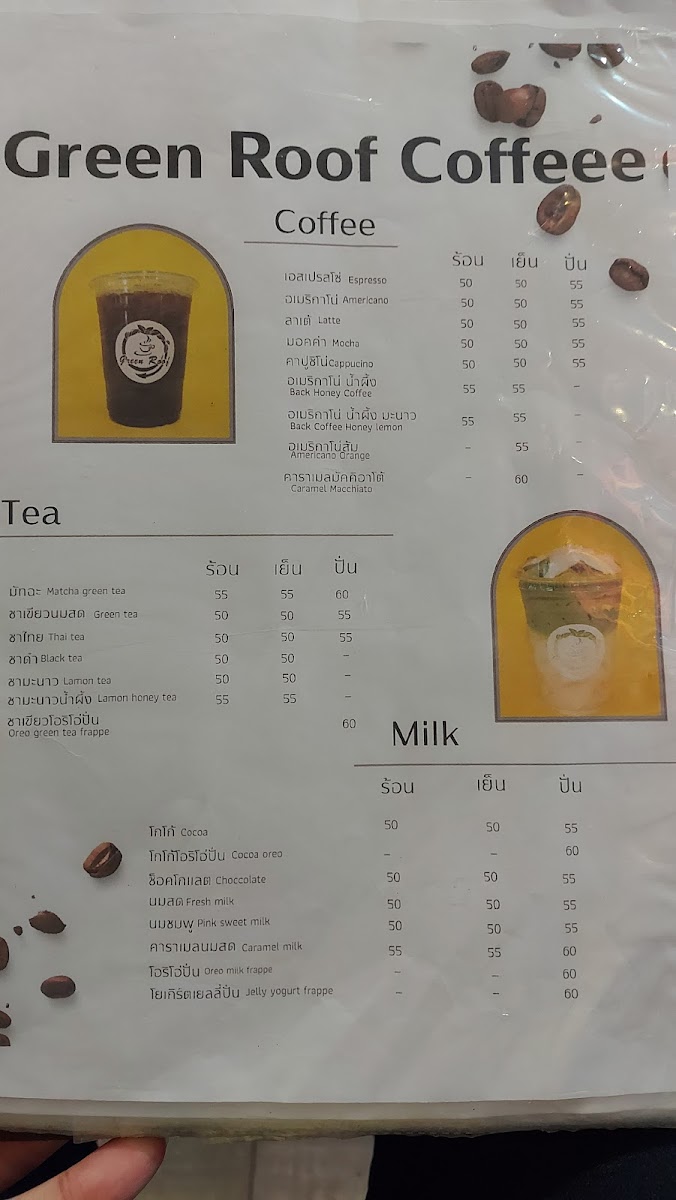 Green Roof Coffeee
Coffee
ร้อน เย็น ปั่น
เอสเปรสโซ่ Espresso 50 50 55
อเมริกาโน่ Americano 50 50 55
ลาเต้ Latte 50 50 55
มอคค่า Mocha 50 50 55
คาปูชิโน่ Cappucino 50 50 55
อเมริกาโน่ น้ำผึ้ง 55 55 -
Back Honey Coffee
อเมริกาโน่ น้ำผึ้ง มะนาว 55 55 -
Back Coffee Honey lemon
อเมริกาโน่ส้ม - 55 -
Americano Orange
คาราเมลมัคคิอาโต้ - 60 -
Caramel Macchiato
Green Roof
Tea
ร้อน เย็น ปั่น
มัทฉะ Matcha green tea 55 55 60
ชาเขียวนมสด Green tea 50 50 55
ชาไทย Thai tea 50 50 55
ชาดำ Black tea 50 50 -
ชามะนาว Lamon tea 50 50 -
ชามะนาวน้ำผึ้ง Lamon honey tea 55 55 -
ชาเขียวโอริโอ้ปั่น 60
Oreo green tea frappe
Milk
ร้อน เย็น ปั่น
โกโก้ Cocoa 50 50 55
โกโก้โอริโอ้ปั่น Cocoa oreo - - 60
ช็อคโกแลต Choccolate 50 50 55
นมสด Fresh milk 50 50 55
นมชมพู Pink sweet milk 50 50 55
คาราเมลนมสด Caramel milk 55 55 60
โอริโอ้ปั่น Oreo milk frappe - - 60
โยเกิร์ตเยลลี่ปั่น Jelly yogurt frappe - - 60